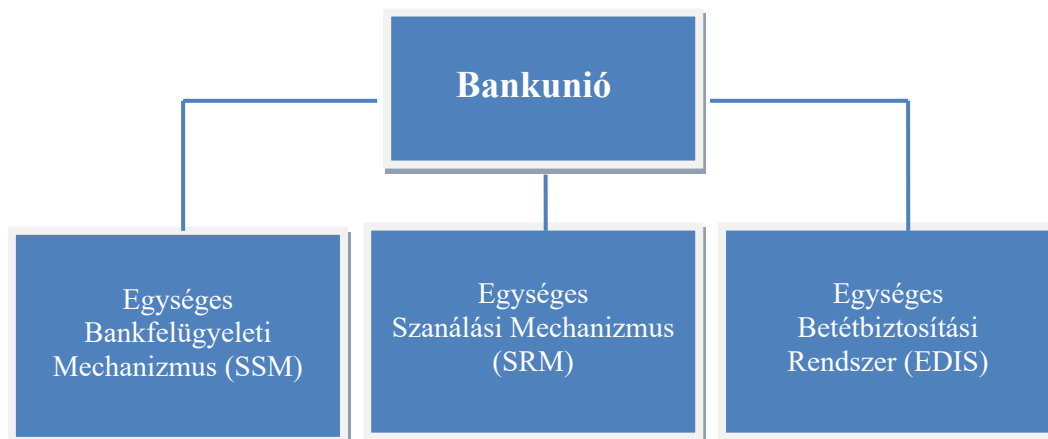 Bankunió
Egységes
Bankfelügyeleti
Mechanizmus (SSM)
Egységes
Szanálási Mechanizmus
(SRM)
Egységes
Betétbiztosítási
Rendszer (EDIS)